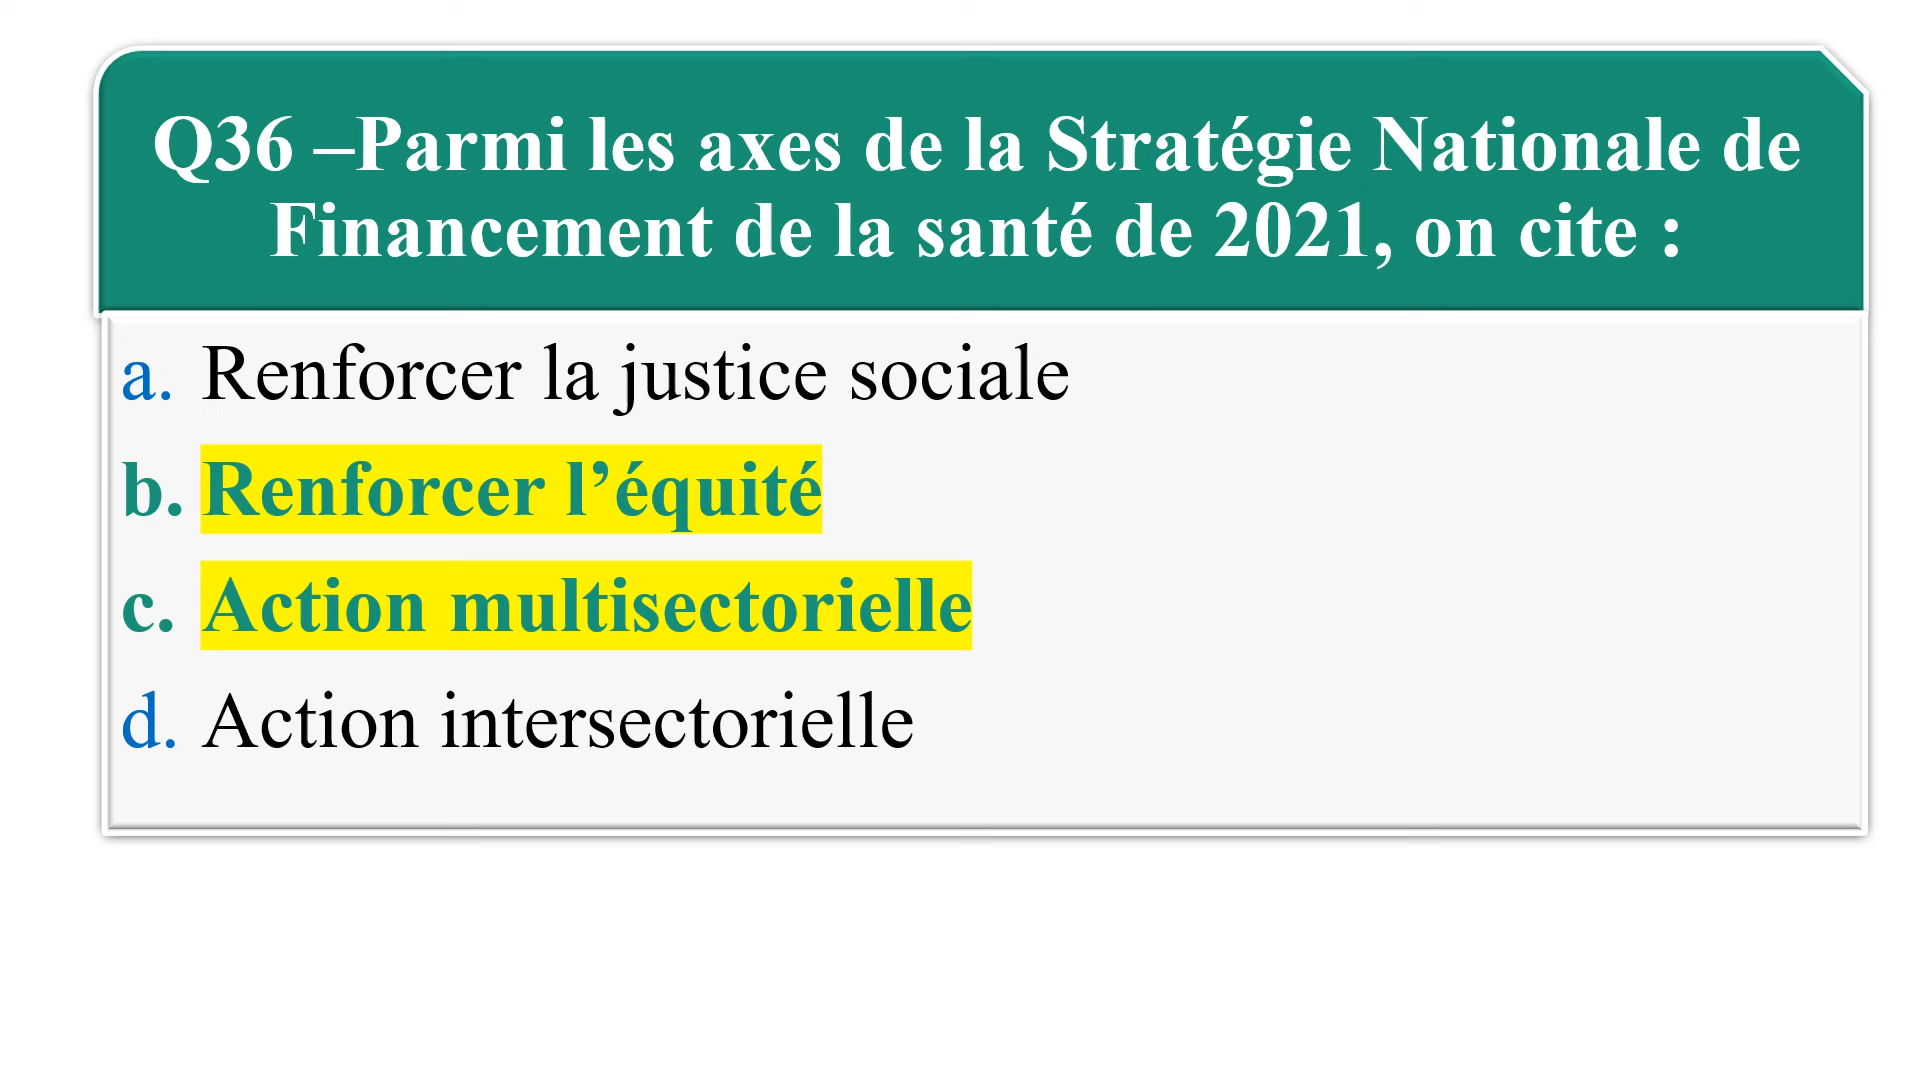 Q36 –Parmi les axes de la Stratégie Nationale de
Financement de la santé de 2021, on cite :
a. Renforcer la justice sociale
b. Renforcer l’équité
c. Action multisectorielle
d. Action intersectorielle